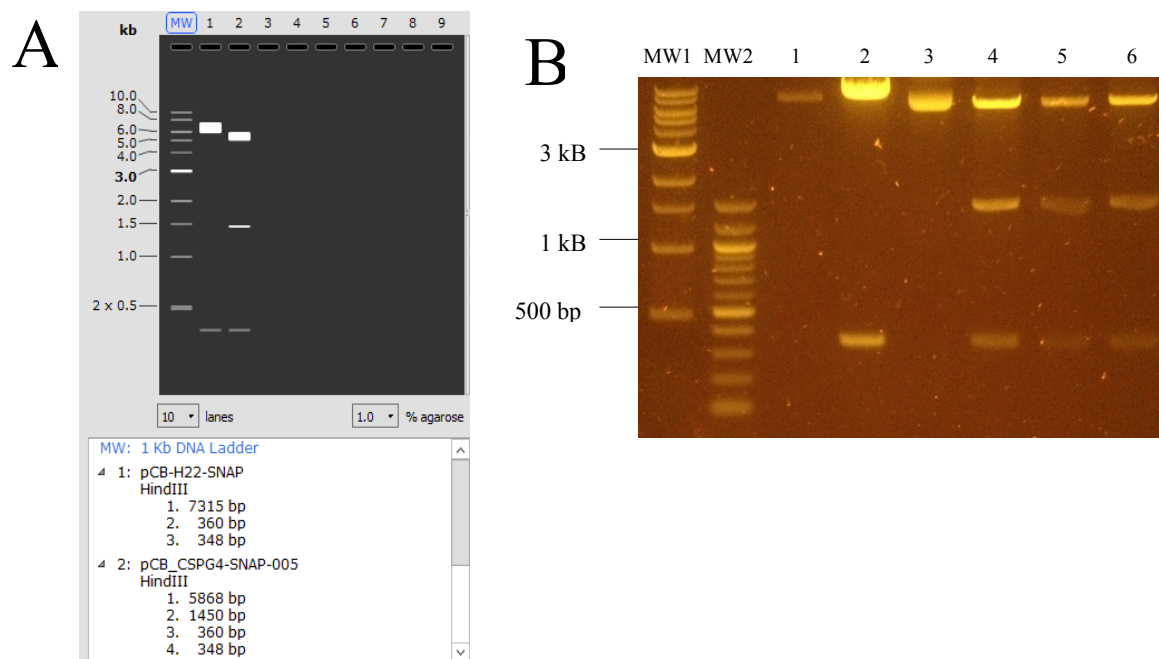 A
kb
MW 1 2 3 4 5 6 7 8 9
10.0
8.0
6.0
5.0
4.0
3.0
2.0
1.5
1.0
2 x 0.5
10 lanes
1.0 % agarose
MW: 1 Kb DNA Ladder
1: pCB-H22-SNAP
HindIII
1. 7315 bp
2. 360 bp
3. 348 bp
2: pCB_CSPG4-SNAP-005
HindIII
1. 5868 bp
2. 1450 bp
3. 360 bp
4. 348 bp
B
MW1 MW2 1 2 3 4 5 6
3 kB
1 kB
500 bp